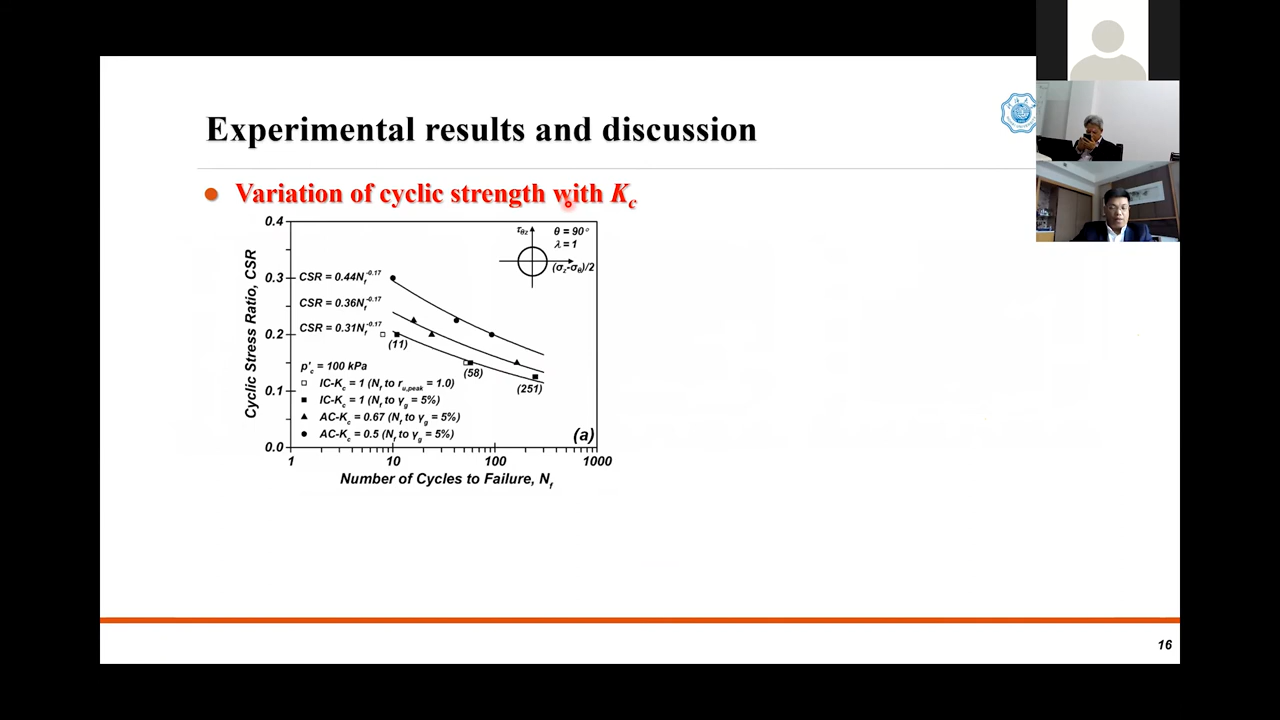 Experimental results and discussion
Variation of cyclic strength with Kc
Cyclic Stress Ratio, CSR
0.4
0.3
0.2
0.1
0.0
τθz
θ = 90°
λ = 1
(σz-σθ)/2
CSR = 0.44Nf-0.17
CSR = 0.36Nf-0.17
CSR = 0.31Nf-0.17
(11)
(58)
(251)
p'c = 100 kPa
IC-Kc = 1 (Nf to ru,peak = 1.0)
IC-Kc = 1 (Nf to γg = 5%)
AC-Kc = 0.67 (Nf to γg = 5%)
AC-Kc = 0.5 (Nf to γg = 5%)
(a)
1 10 100 1000
Number of Cycles to Failure, Nf
16